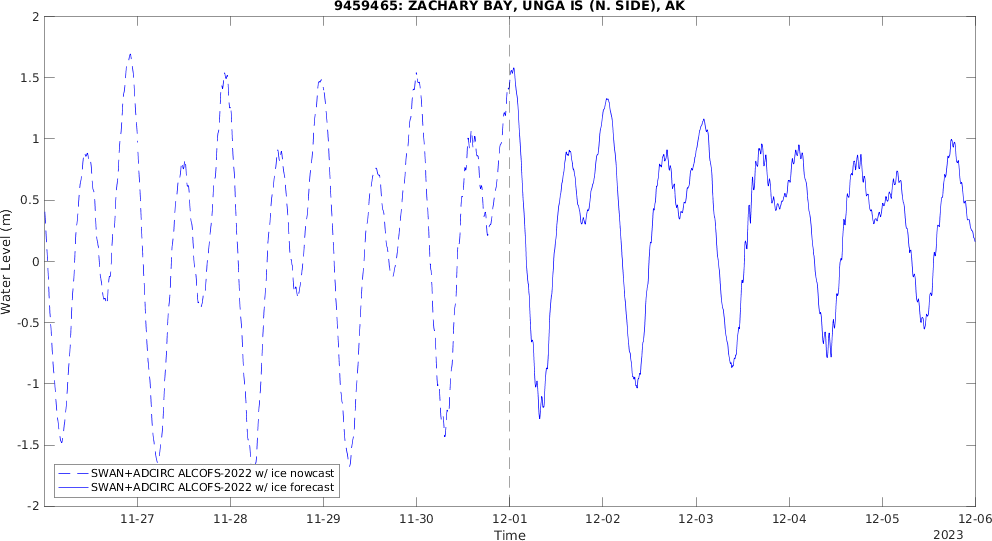 9459465: ZACHARY BAY, UNGA IS (N. SIDE), AK
2
1.5
1
0.5
0
-0.5
-1
-1.5
-2
Water Level (m)
SWAN+ADCIRC ALCOFS-2022 w/ ice nowcast
SWAN+ADCIRC ALCOFS-2022 w/ ice forecast
11-27 11-28 11-29 11-30 12-01 12-02 12-03 12-04 12-05 12-06
Time
2023